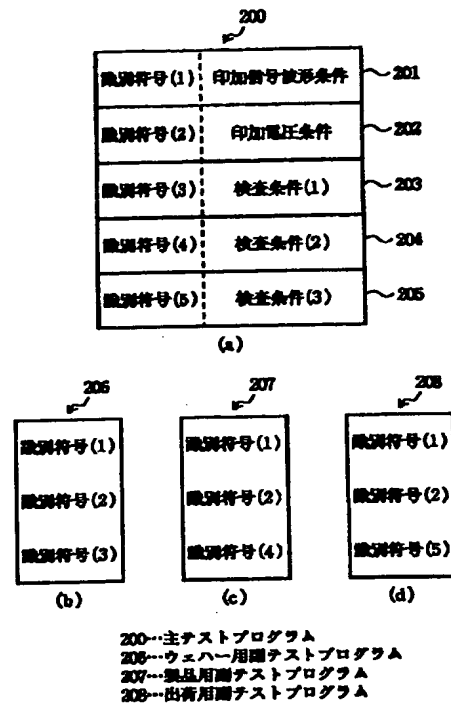 200
識別符号(1) 印加信号波形条件 201
識別符号(2) 印加電圧条件 202
識別符号(3) 検査条件(1) 203
識別符号(4) 検査条件(2) 204
識別符号(5) 検査条件(3) 205
(a)
206 207 208
識別符号(1) 識別符号(1) 識別符号(1)
識別符号(2) 識別符号(2) 識別符号(2)
識別符号(3) 識別符号(4) 識別符号(5)
(b) (c) (d)
200…主テストプログラム
206…ウェハー用副テストプログラム
207…製品用副テストプログラム
208…出荷用副テストプログラム